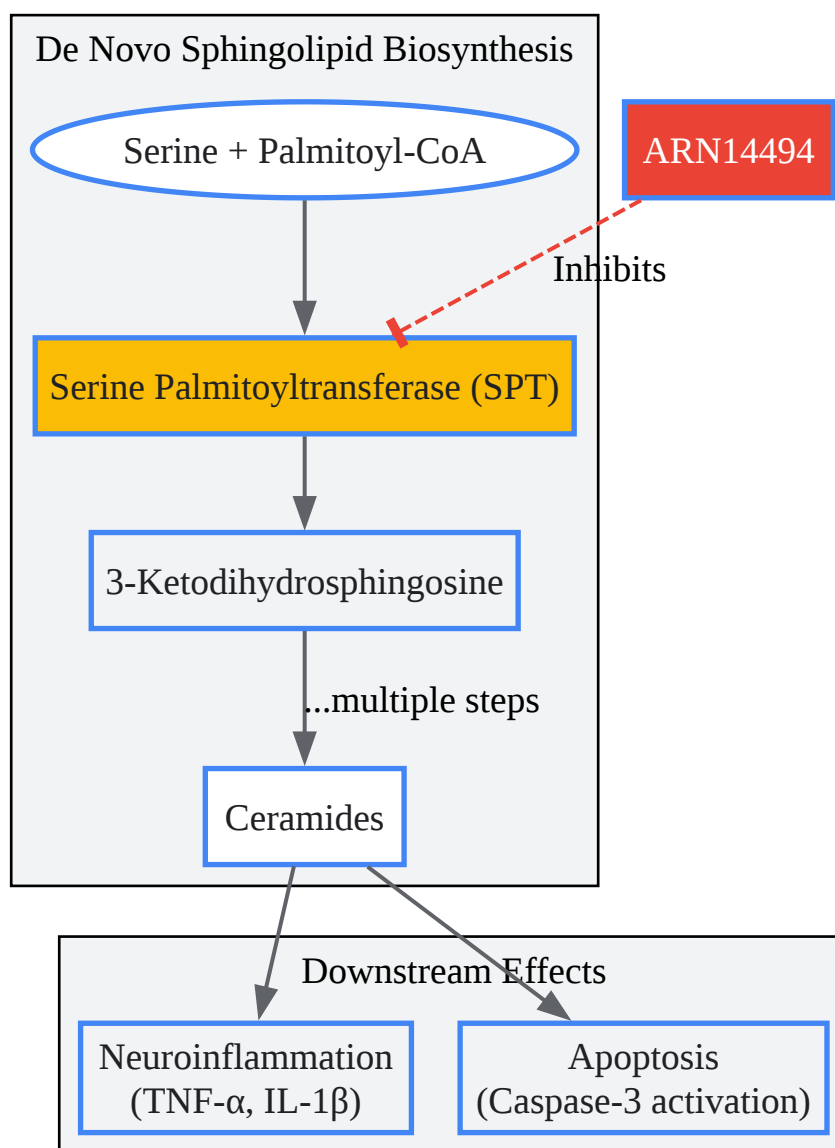 De Novo Sphingolipid Biosynthesis
Serine + Palmitoyl-CoA
ARN14494
Inhibits
Serine Palmitoyltransferase (SPT)
3-Ketodihydrosphingosine
...multiple steps
Ceramides
Downstream Effects
Neuroinflammation
(TNF-α, IL-1β)
Apoptosis
(Caspase-3 activation)